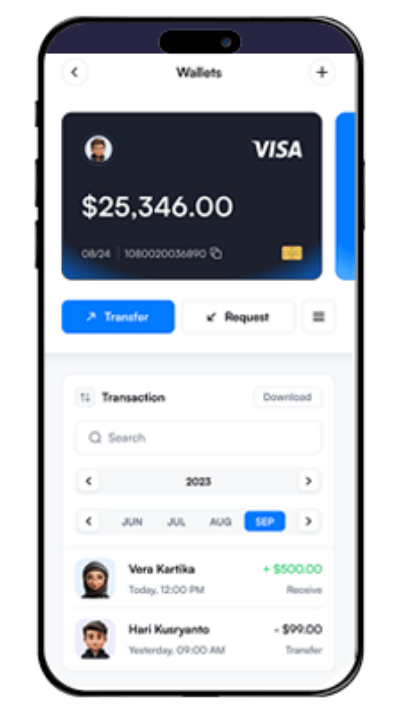 Wallets
VISA
$25,346.00
08/24 1080020036890
Transfer Request
Transaction Download
Search
2023
JUN JUL AUG SEP
Vera Kartika + $500.00
Today, 12:00 PM Receive
Hari Kusryanto - $99.00
Yesterday, 09:00 AM Transfer